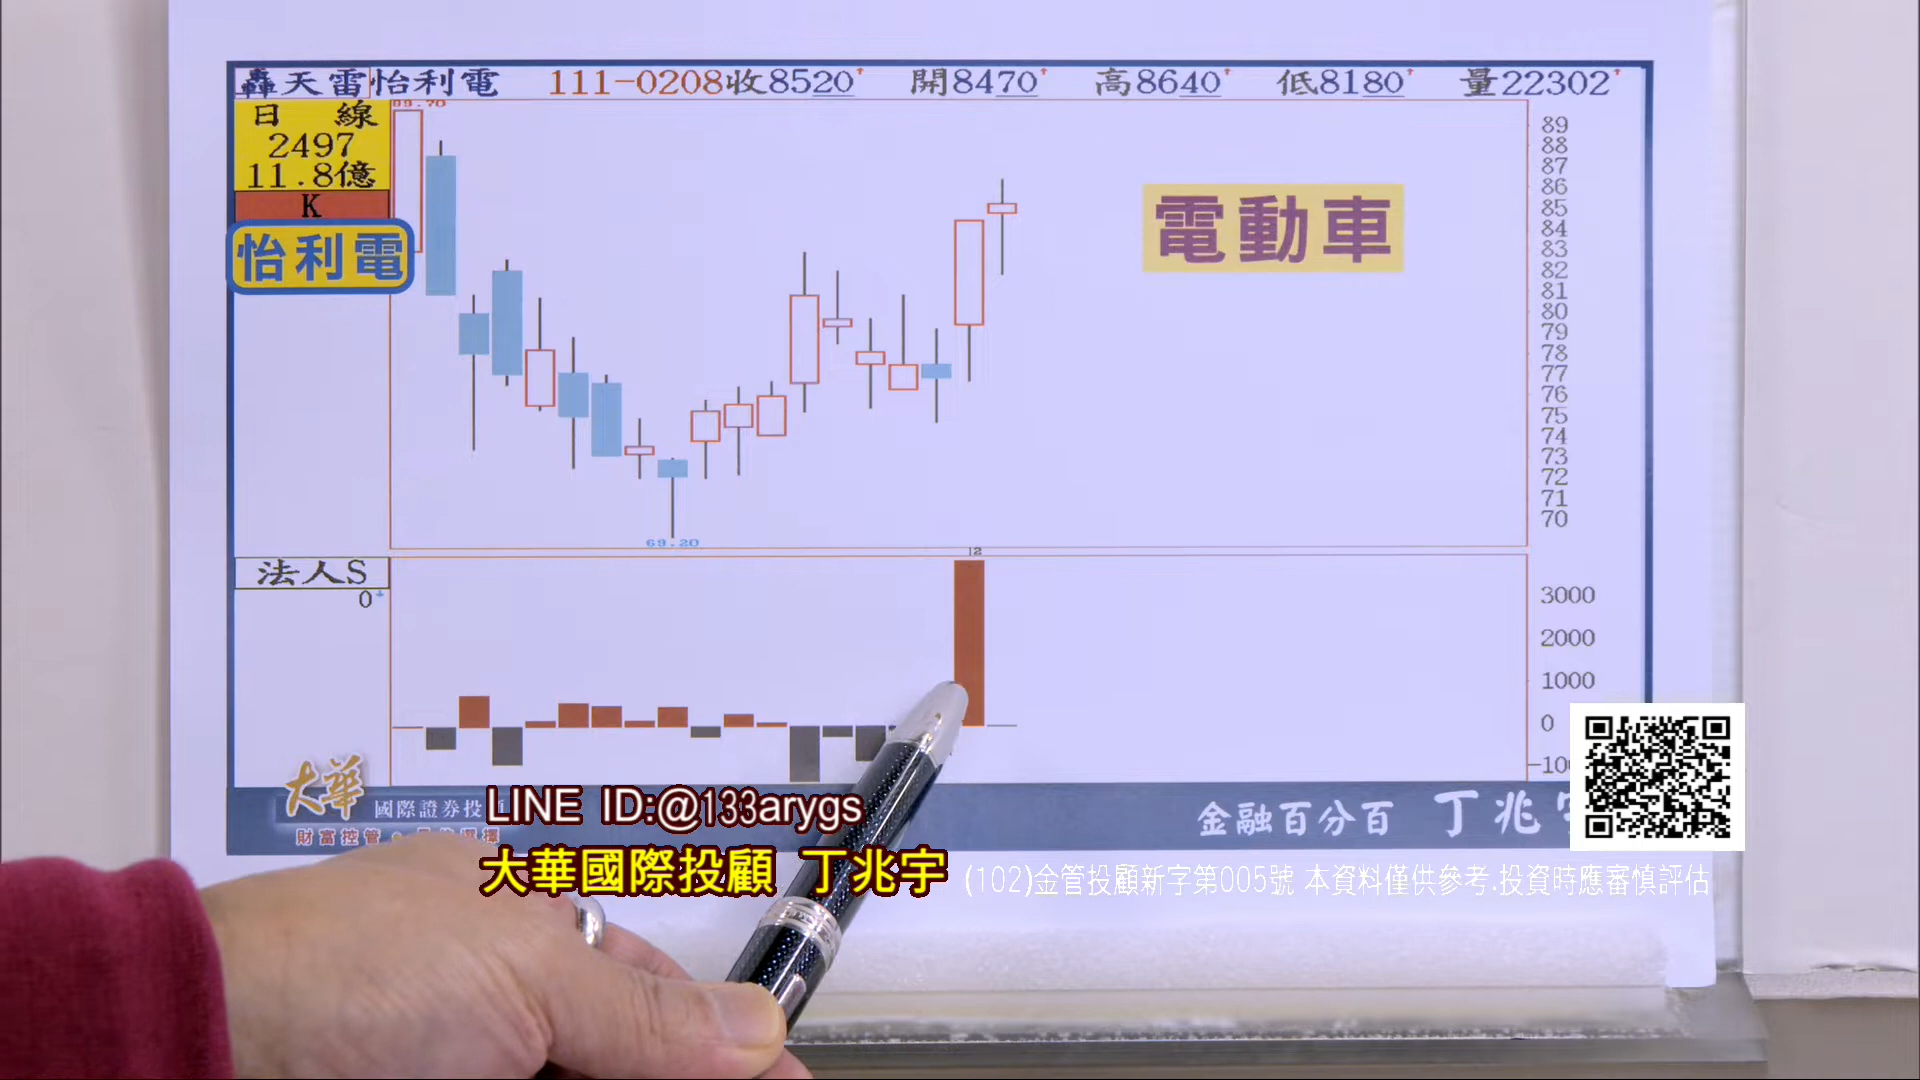 轟天雷怡利電 111-0208收8520 開8470 高8640 低8180 量22302
日 線
2497
11.8億
K
怡利電
89.70
電動車
89
88
87
86
85
84
83
82
81
80
79
78
77
76
75
74
73
72
71
70
69.20
12
法人S
0
3000
2000
1000
0
大華 國際證券投
財富控管
金融百分百 丁兆
LINE ID:@133arygs
大華國際投顧 丁兆宇
(102)金管投顧新字第005號 本資料僅供參考.投資時應審慎評估